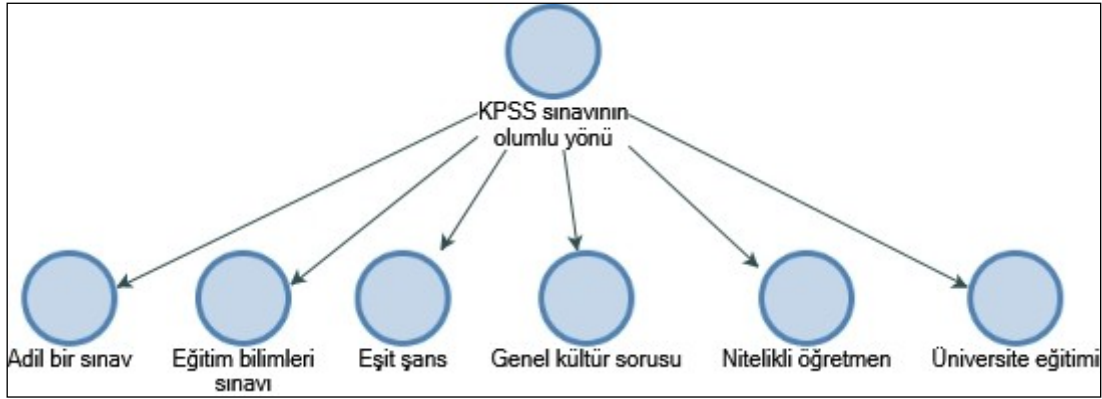 KPSS sınavının
olumlu yönü
Adil bir sınav
Eğitim bilimleri
sınavı
Eşit şans
Genel kültür sorusu
Nitelikli öğretmen
Üniversite eğitimi